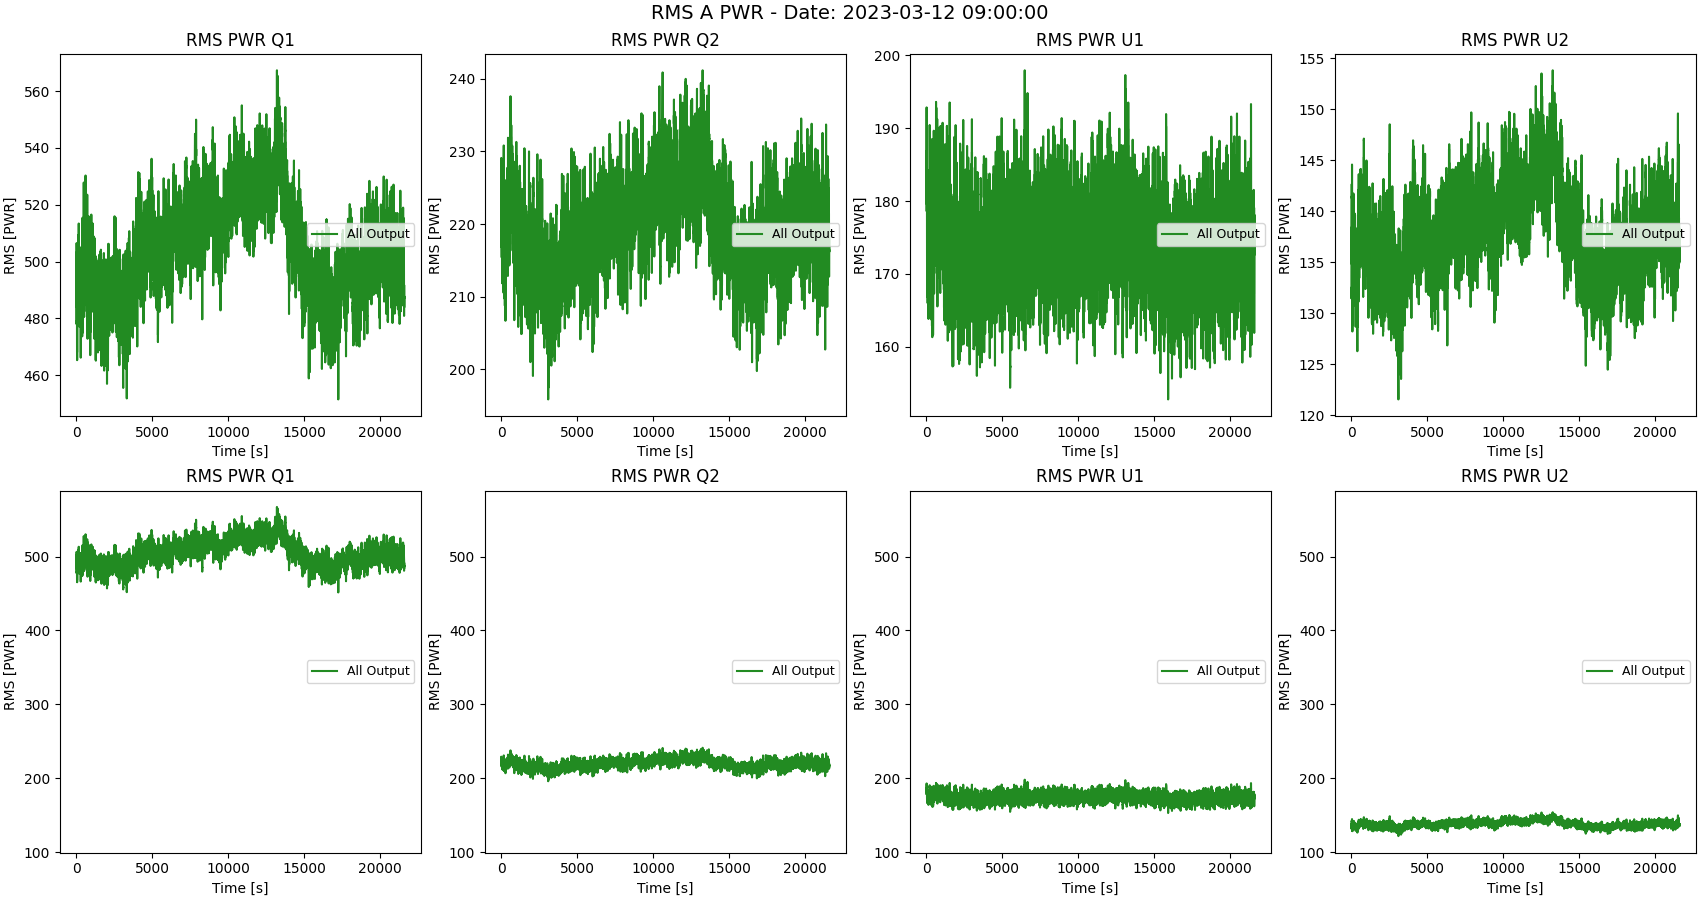 RMS A PWR - Date: 2023-03-12 09:00:00
RMS PWR Q1
RMS [PWR]
560
540
520
500
480
460
All Output
0 5000 10000 15000 20000
Time [s]
RMS PWR Q2
RMS [PWR]
240
230
220
210
200
All Output
0 5000 10000 15000 20000
Time [s]
RMS PWR U1
RMS [PWR]
200
190
180
170
160
All Output
0 5000 10000 15000 20000
Time [s]
RMS PWR U2
RMS [PWR]
155
150
145
140
135
130
125
120
All Output
0 5000 10000 15000 20000
Time [s]
RMS PWR Q1
RMS [PWR]
500
400
300
200
100
All Output
0 5000 10000 15000 20000
Time [s]
RMS PWR Q2
RMS [PWR]
500
400
300
200
100
All Output
0 5000 10000 15000 20000
Time [s]
RMS PWR U1
RMS [PWR]
500
400
300
200
100
All Output
0 5000 10000 15000 20000
Time [s]
RMS PWR U2
RMS [PWR]
500
400
300
200
100
All Output
0 5000 10000 15000 20000
Time [s]